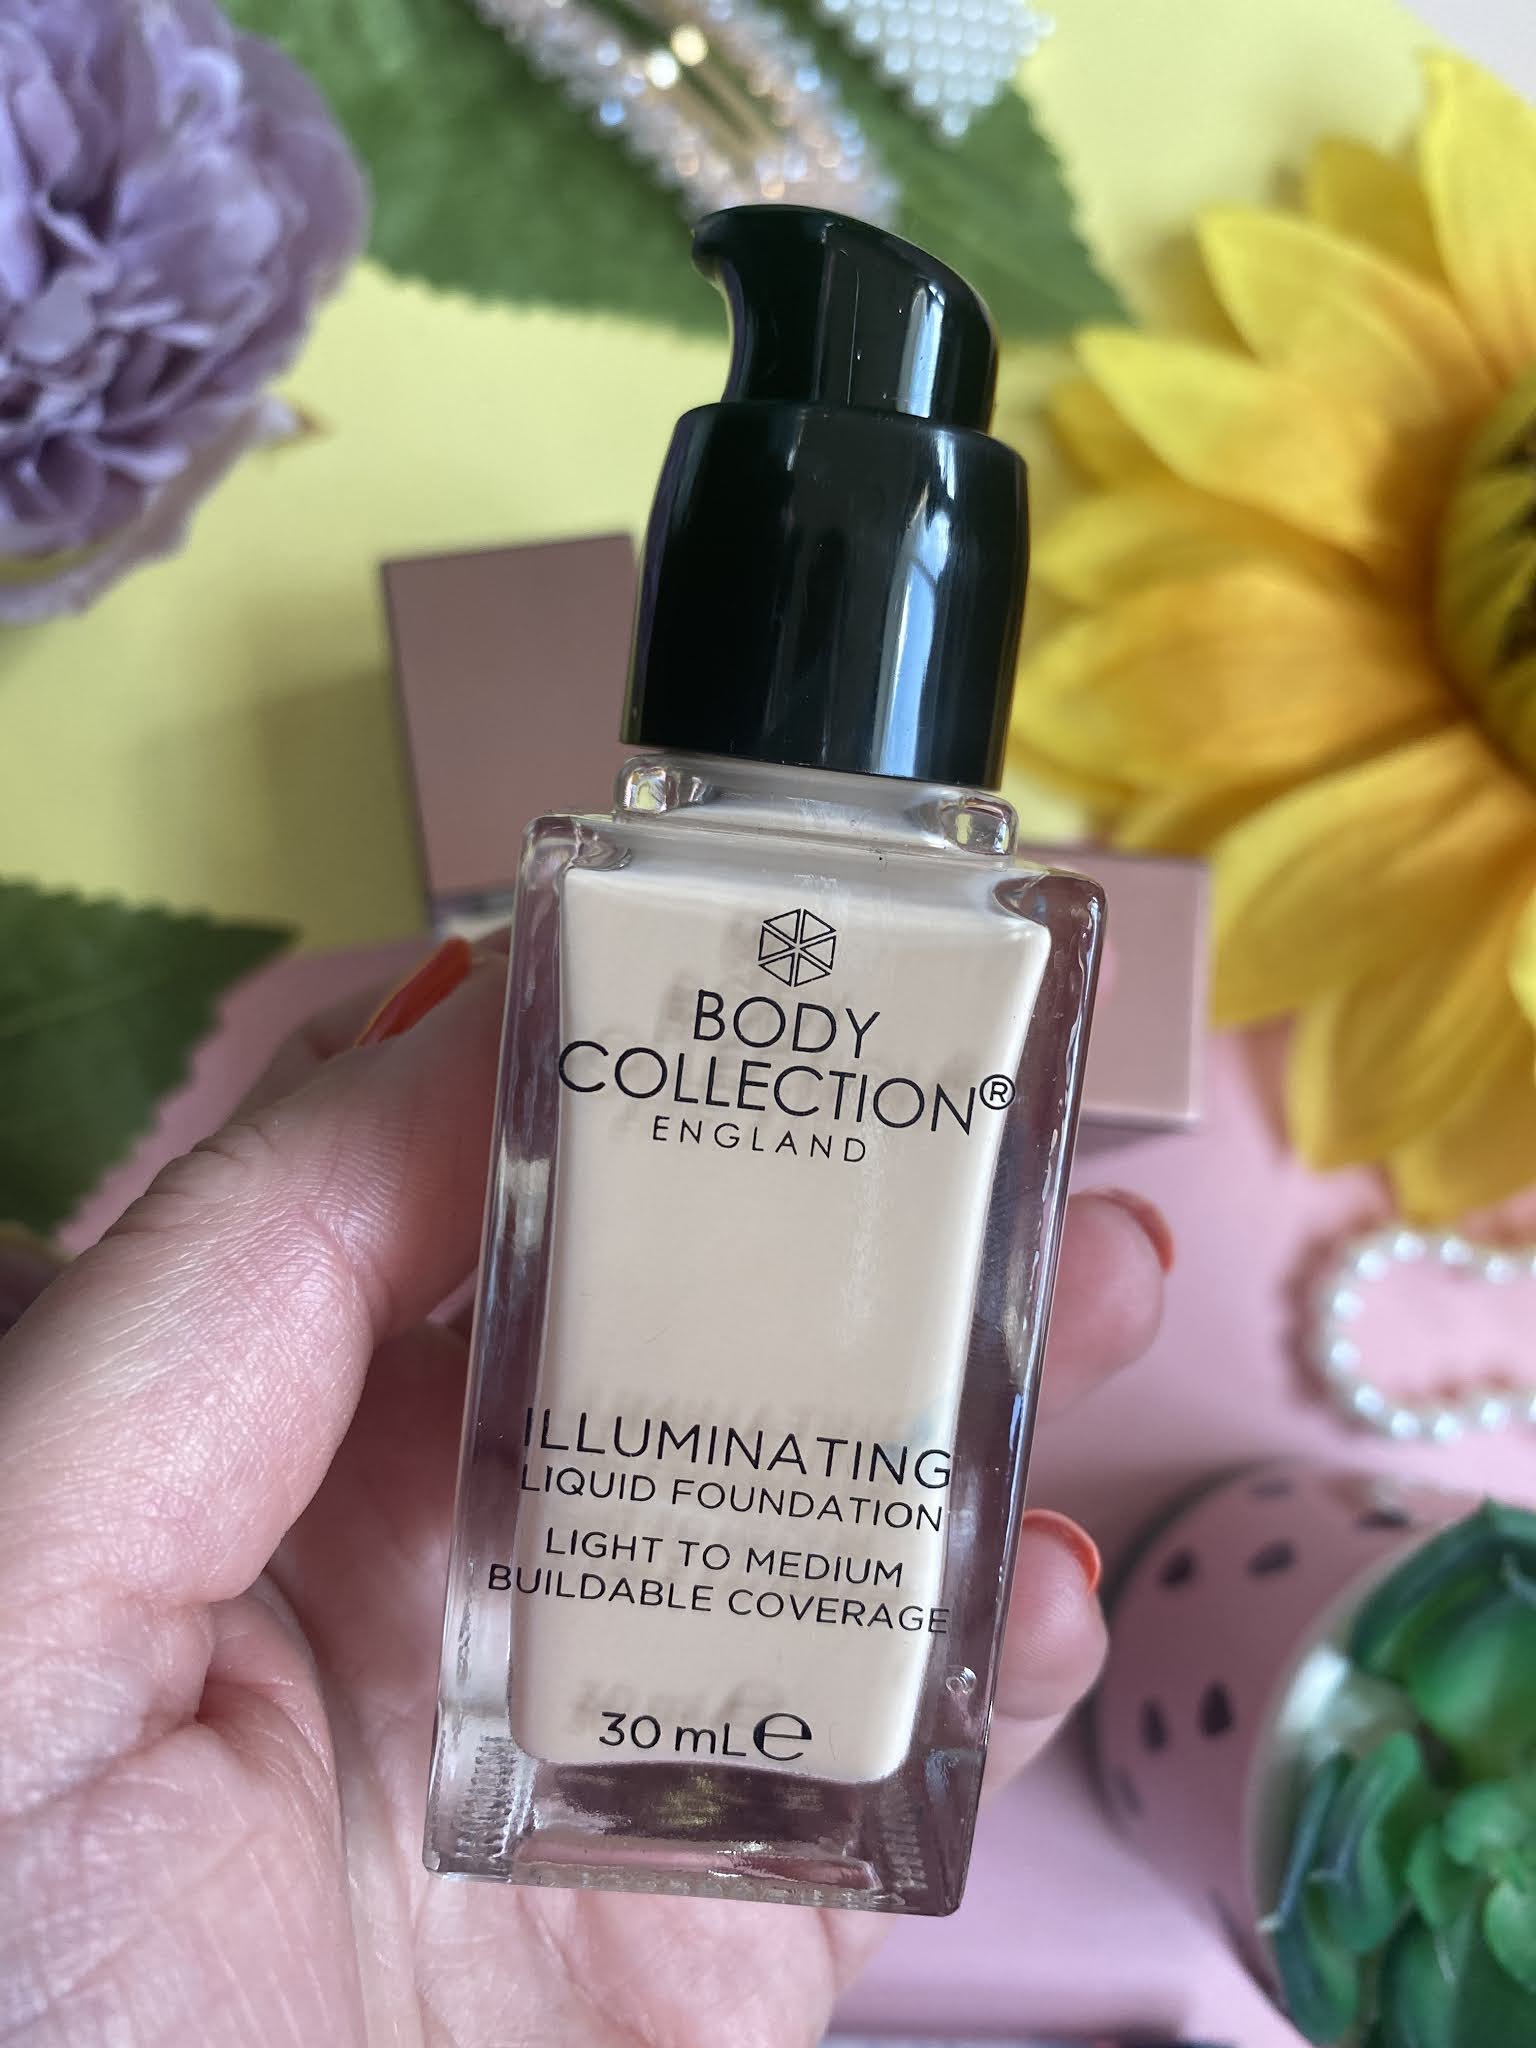 BODY
COLLECTION®
ENGLAND
ILLUMINATING
LIQUID FOUNDATION
LIGHT TO MEDIUM
BUILDABLE COVERAGE
30 mL ℮